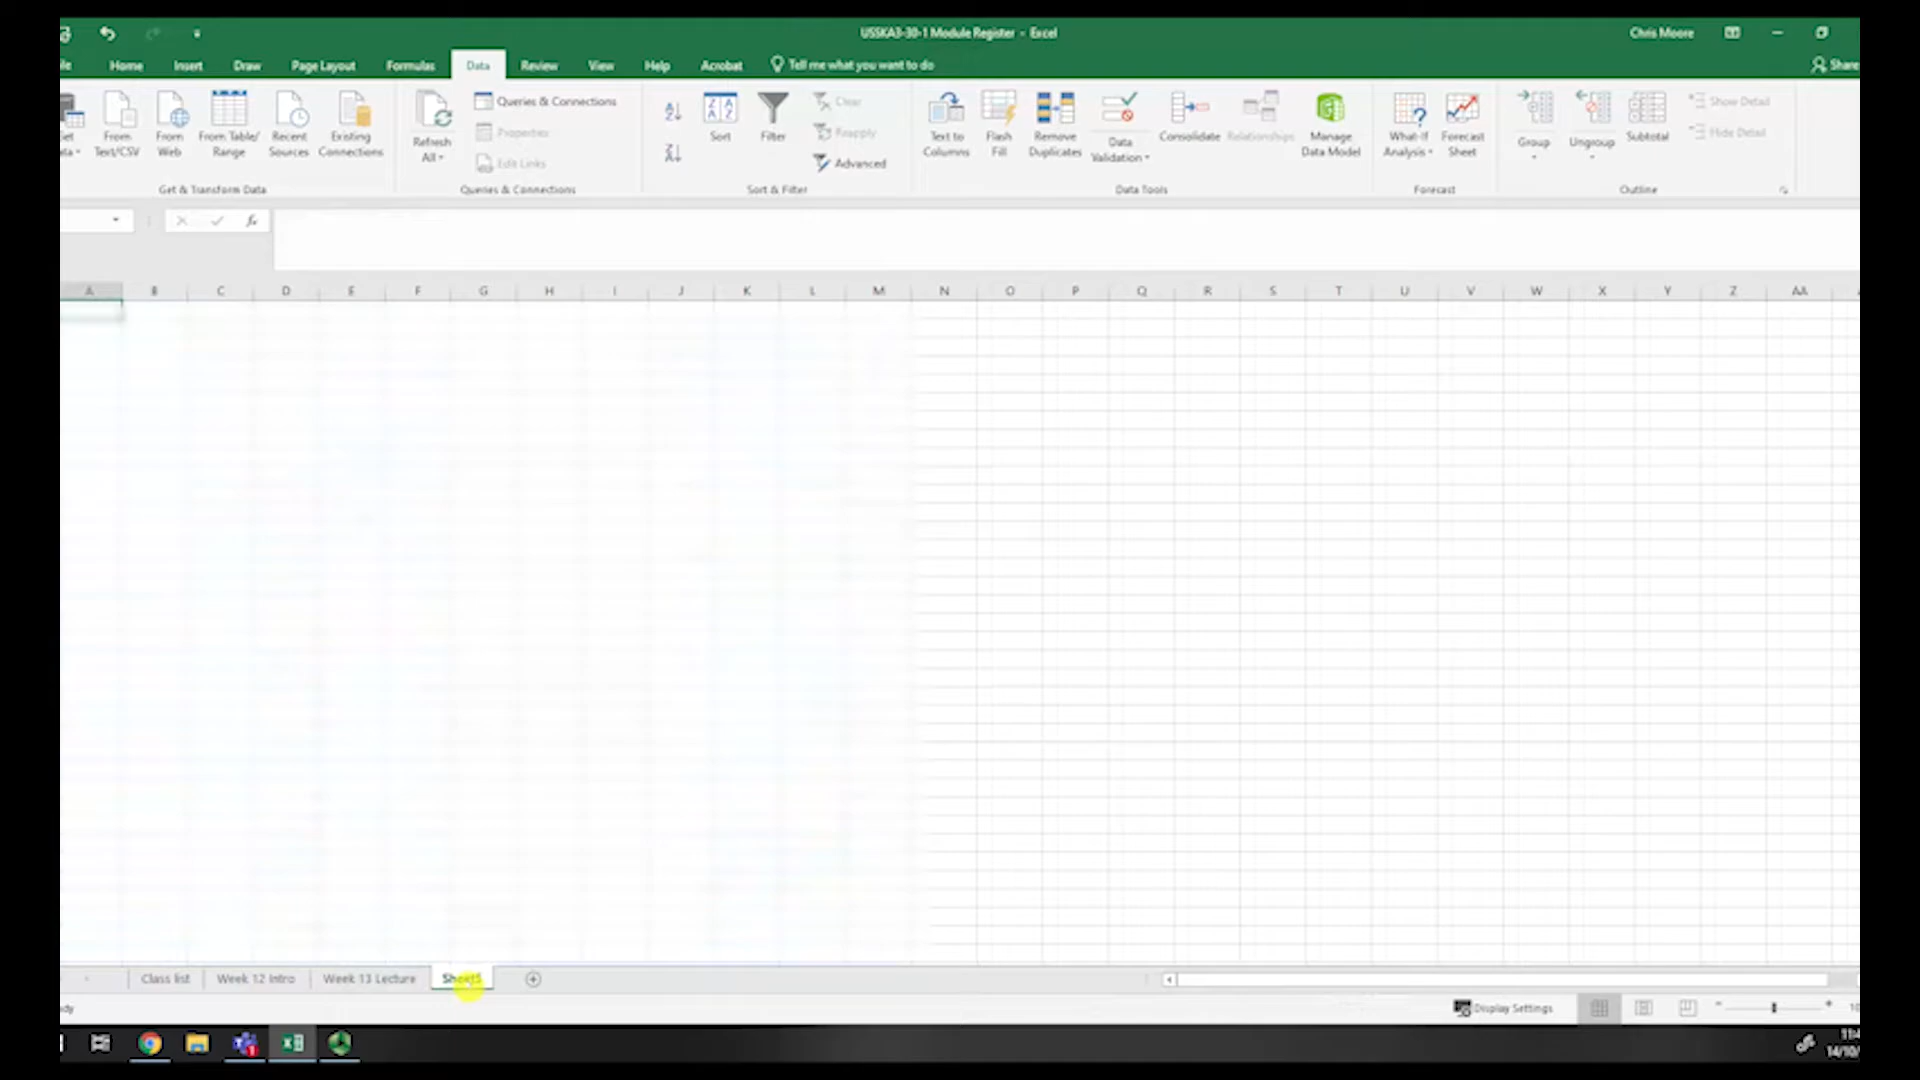 USSKA3-30-1 Module Register - Excel
Chris Moore
Home Insert Draw Page Layout Formulas Data Review View Help Acrobat Tell me what you want to do Share
From Text/CSV
From Web
From Table/ Range
Recent Sources
Existing Connections
Get & Transform Data
Refresh All
Queries & Connections
Properties
Edit Links
Queries & Connections
Sort
Filter
Clear
Reapply
Advanced
Sort & Filter
Text to Columns
Flash Fill
Remove Duplicates
Data Validation
Consolidate
Relationships
Manage Data Model
Data Tools
What-If Analysis
Forecast Sheet
Forecast
Group
Ungroup
Subtotal
Show Detail
Hide Detail
Outline
fx
A B C D E F G H I J K L M N O P Q R S T U V W X Y Z AA
Class list Week 12 Intro Week 13 Lecture
Display Settings
14/10/